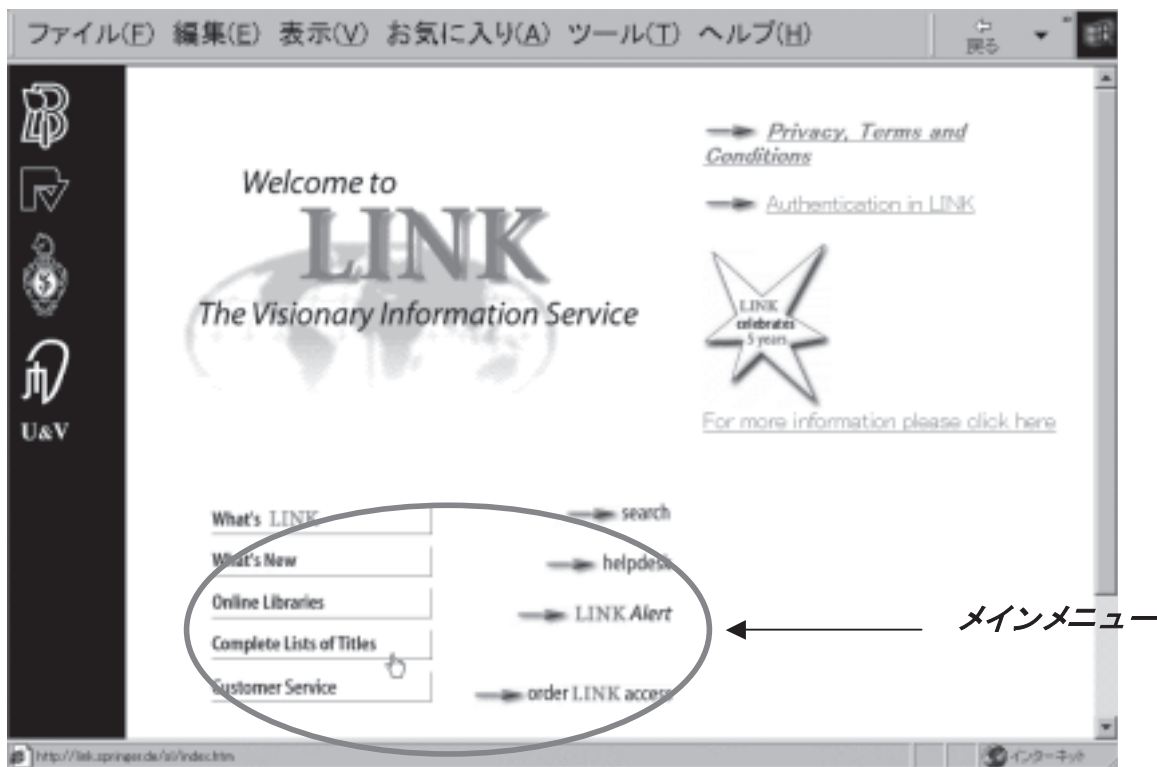 ファイル(F) 編集(E) 表示(V) お気に入り(A) ツール(T) ヘルプ(H) 戻る
Privacy, Terms and
Conditions
Authentication in LINK
Welcome to
LINK
The Visionary Information Service
LINK
celebrates
5 years
For more information please click here
U&V
What's LINK
What's New
Online Libraries
Complete Lists of Titles
Customer Service
search
helpdesk
LINK Alert
order LINK access
メインメニュー
http://link.springer.de/ol/index.htm
インターネット